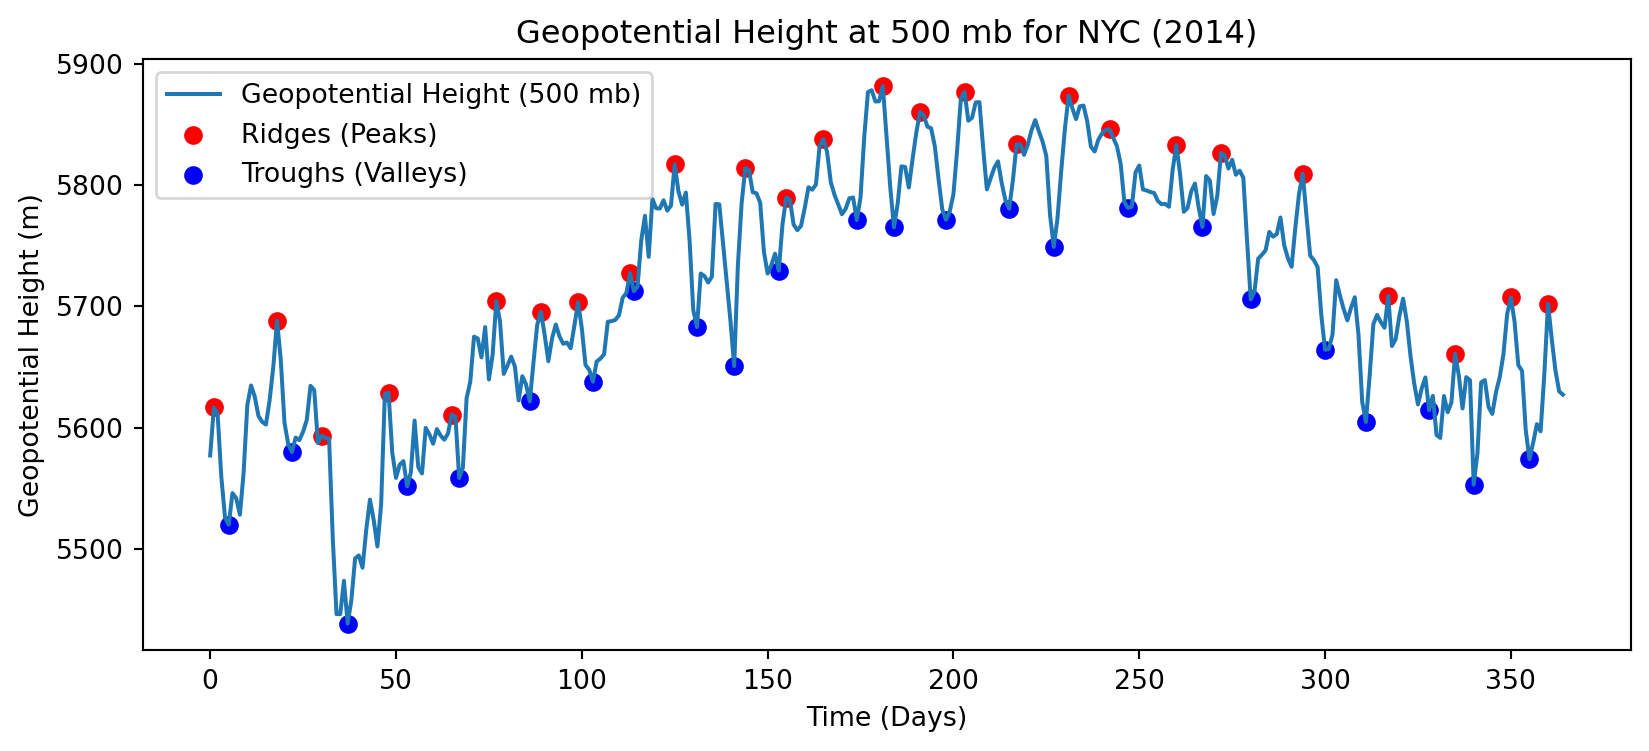 Geopotential Height at 500 mb for NYC (2014)
Geopotential Height (500 mb)
Ridges (Peaks)
Troughs (Valleys)
Geopotential Height (m)
5900
5800
5700
5600
5500
0 50 100 150 200 250 300 350
Time (Days)